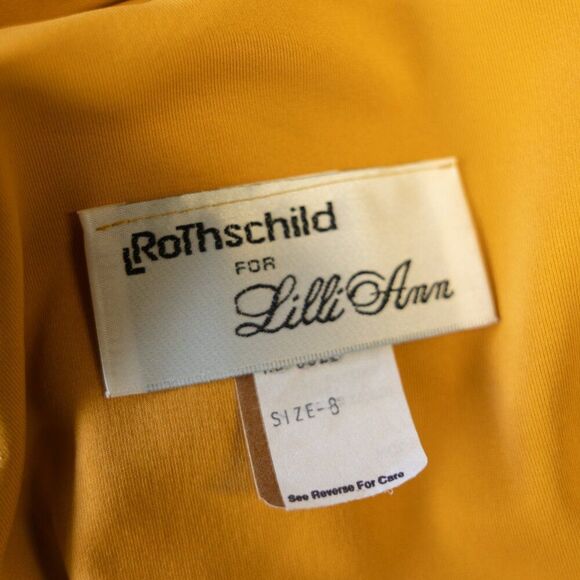 LRoThschild
FOR
Lilli Ann
SIZE-8
See Reverse For Care